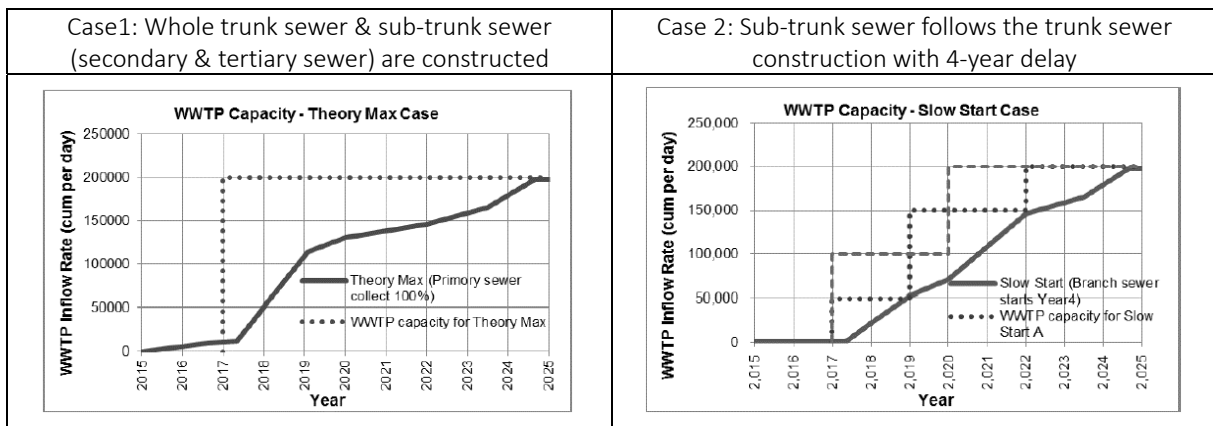 Case1: Whole trunk sewer & sub-trunk sewer
(secondary & tertiary sewer) are constructed
Case 2: Sub-trunk sewer follows the trunk sewer
construction with 4-year delay
WWTP Capacity - Theory Max Case
WWTP Inflow Rate (cum per day)
250000
200000
150000
100000
50000
0
Theory Max (Primory sewer
collect 100%)
WWTP capacity for Theory Max
2015
2016
2017
2018
2019
2020
2021
2022
2023
2024
2025
Year
WWTP Capacity - Slow Start Case
WWTP Inflow Rate (cum per day)
250,000
200,000
150,000
100,000
50,000
0
Slow Start (Branch sewer
starts Year4)
WWTP capacity for Slow
Start A
2,015
2,016
2,017
2,018
2,019
2,020
2,021
2,022
2,023
2,024
2,025
Year